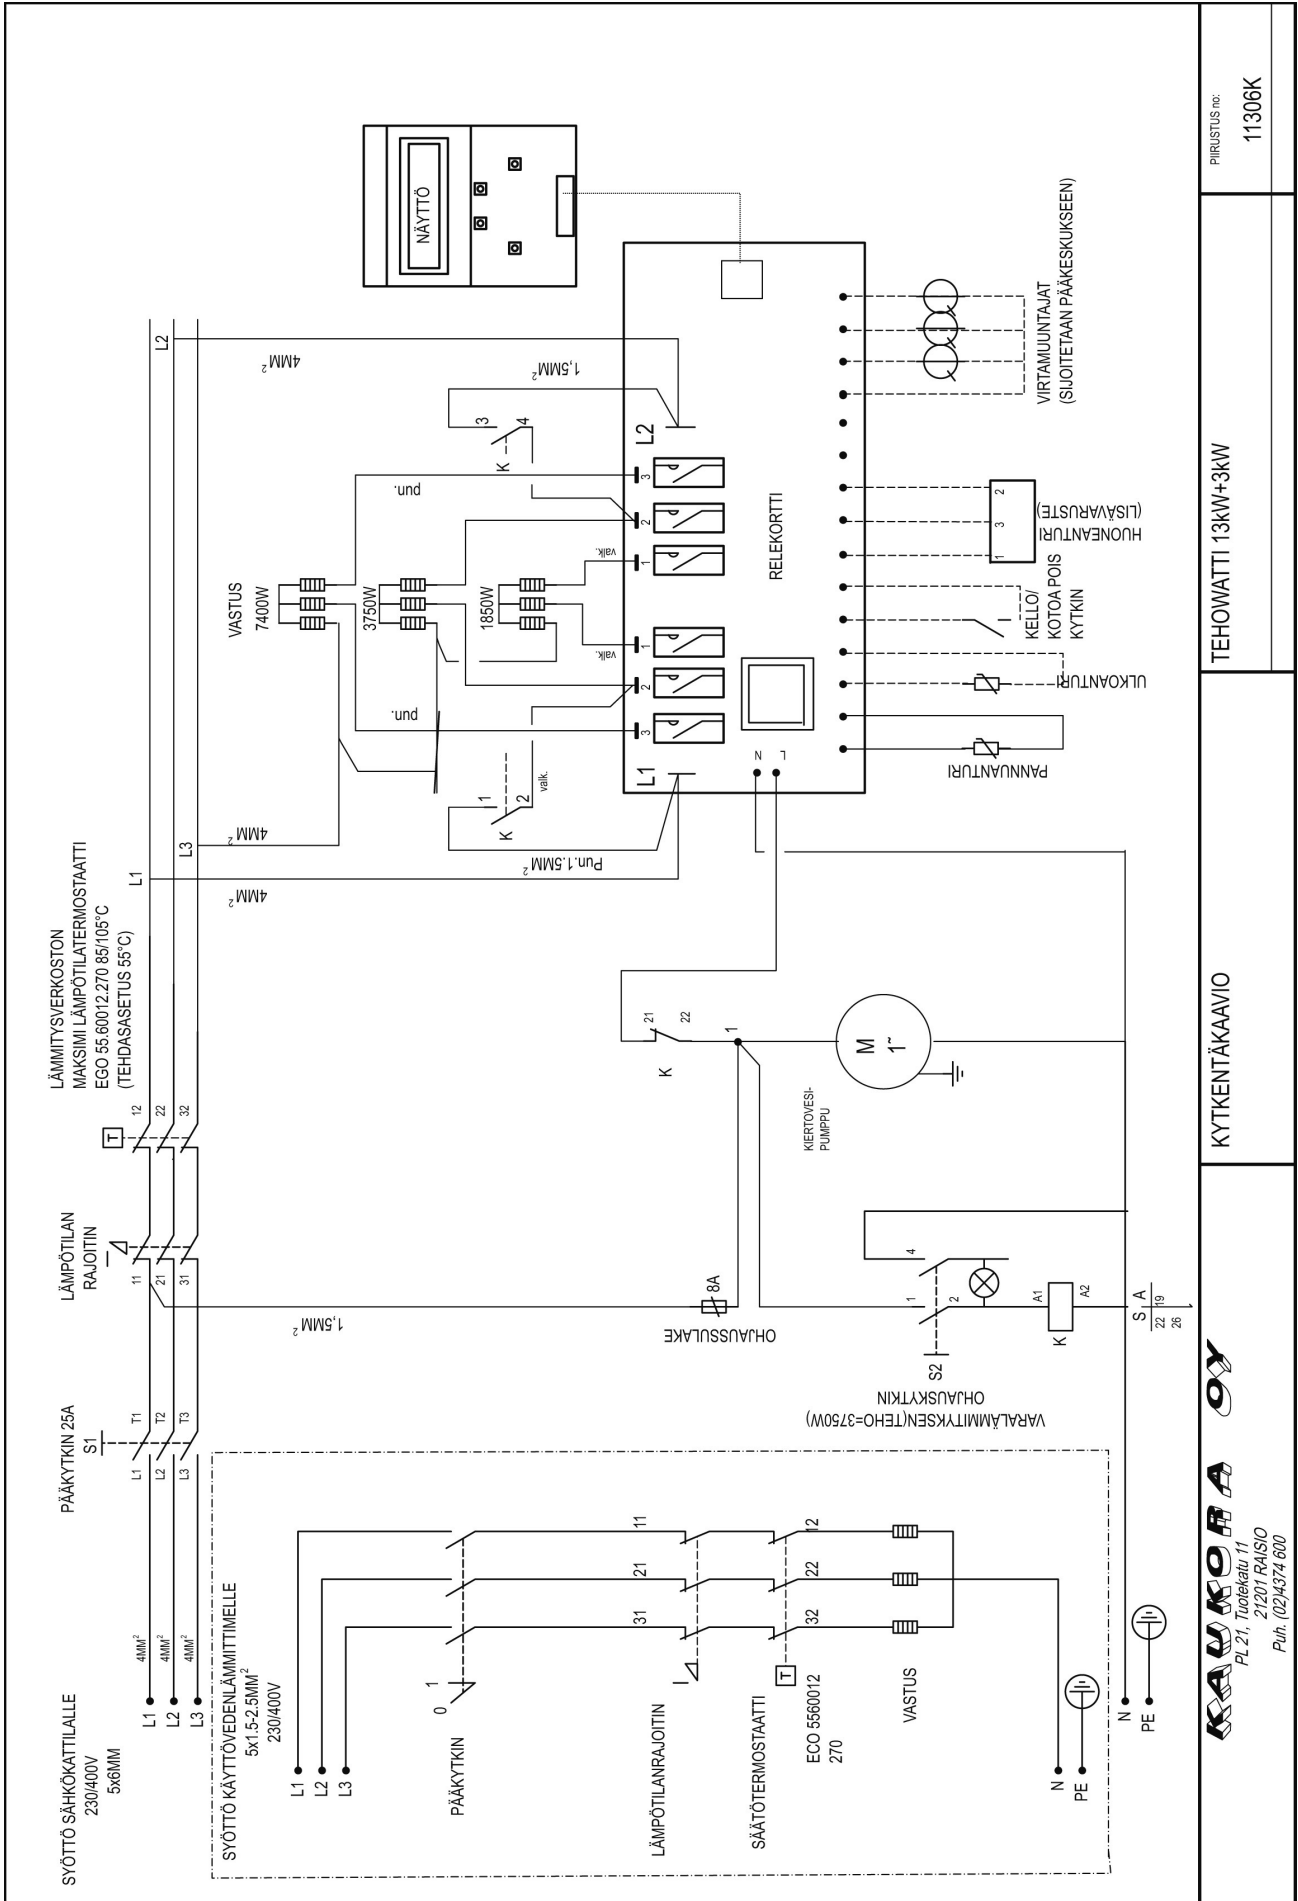 SYÖTTÖ SÄHKÖKATTILALLE
230/400V
5x6MM
L1
L2
L3
4MM²
4MM²
4MM²
PÄÄKYTKIN 25A
S1
L1
L2
L3
T1
T2
T3
LÄMPÖTILAN
RAJOITIN
11
21
31
LÄMMITYSVERKOSTON
MAKSIMI LÄMPÖTILATERMOSTAATTI
EGO 55.60012.270 85/105°C
(TEHDASASETUS 55°C)
T
12
22
32
L1
L3
L2
4MM²
4MM²
4MM²
1,5MM²
Pun.1.5MM²
1,5MM²
VASTUS
7400W
3750W
1850W
pun.
pun.
valk.
valk.
valk.
K
1
2
K
3
4
NÄYTTÖ
L1
L2
3
2
1
1
2
3
RELEKORTTI
N
L
PANNUANTURI
ULKOANTURI
KELLO/
KOTOA POIS
KYTKIN
1
3
2
HUONEANTURI
(LISÄVARUSTE)
VIRTAMUUNTAJAT
(SIJOITETAAN PÄÄKESKUKSEEN)
K
21
22
1
M
1~
KIERTOVESI-
PUMPPU
8A
OHJAUSSULAKE
VARALÄMMITYKSEN(TEHO=3750W)
OHJAUSKYTKIN
S2
1
2
4
K
A1
A2
S A
22 19
26
SYÖTTÖ KÄYTTÖVEDENLÄMMITTIMELLE
5x1.5-2.5MM²
230/400V
L1
L2
L3
0
1
PÄÄKYTKIN
11
21
31
LÄMPÖTILANRAJOITIN
12
22
32
T
SÄÄTÖTERMOSTAATTI
ECO 5560012
270
VASTUS
N
PE
N
PE
KAUKORA OY
PL 21, Tuotekatu 11
21201 RAISIO
Puh. (02)4374 600
KYTKENTÄKAAVIO
TEHOWATTI 13kW+3kW
PIIRUSTUS no:
11306K